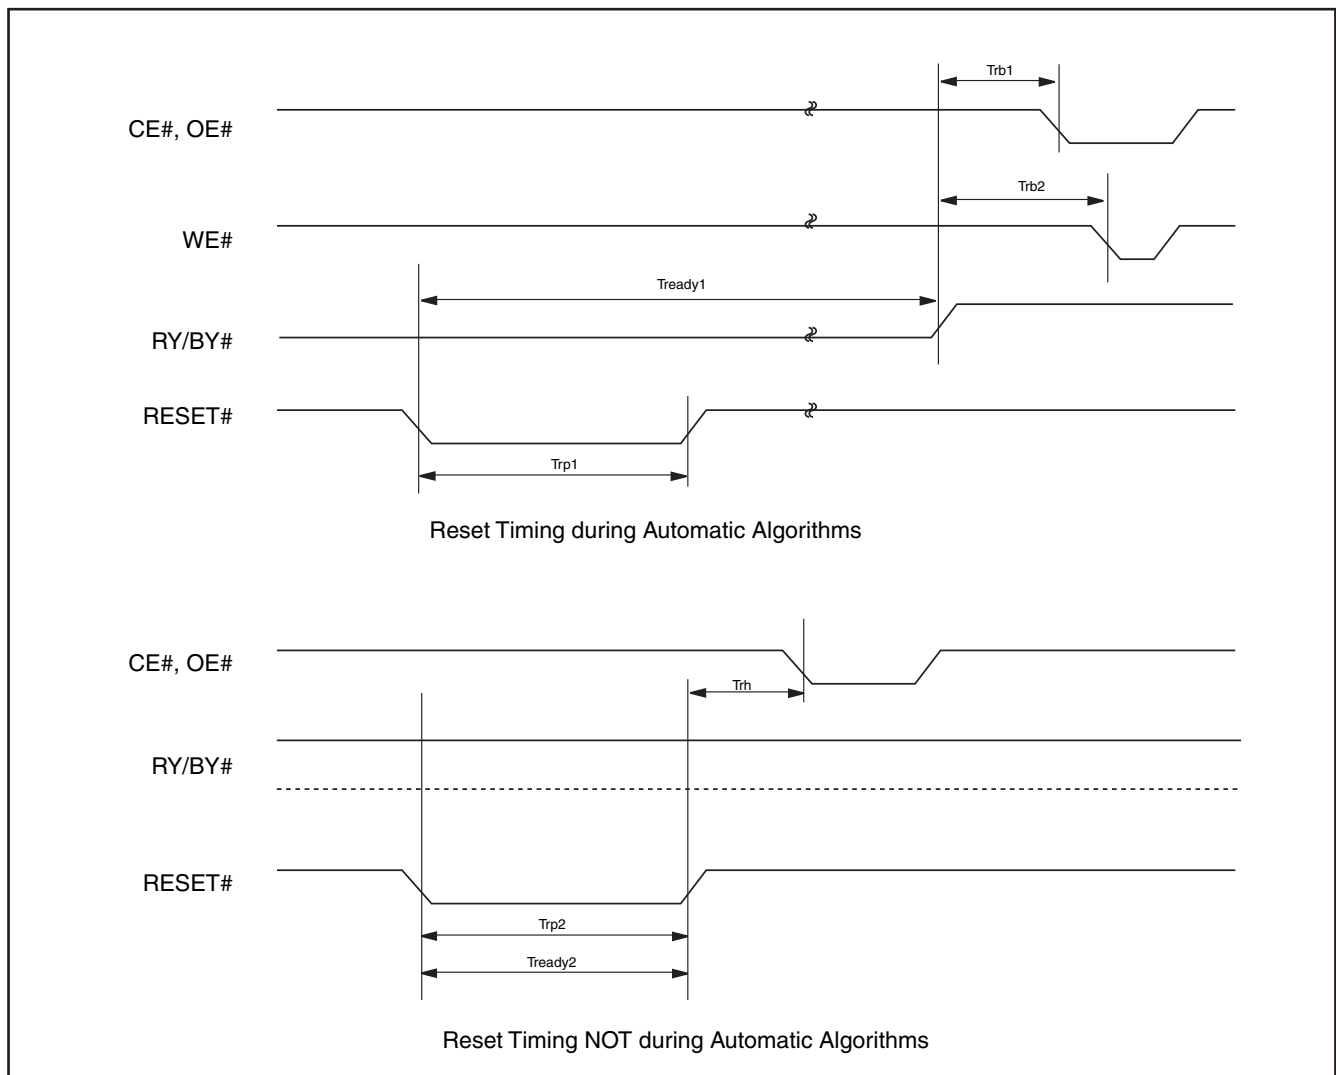 Trb1
CE#, OE#
Trb2
WE#
Tready1
RY/BY#
RESET#
Trp1
Reset Timing during Automatic Algorithms
CE#, OE#
Trh
RY/BY#
RESET#
Trp2
Tready2
Reset Timing NOT during Automatic Algorithms